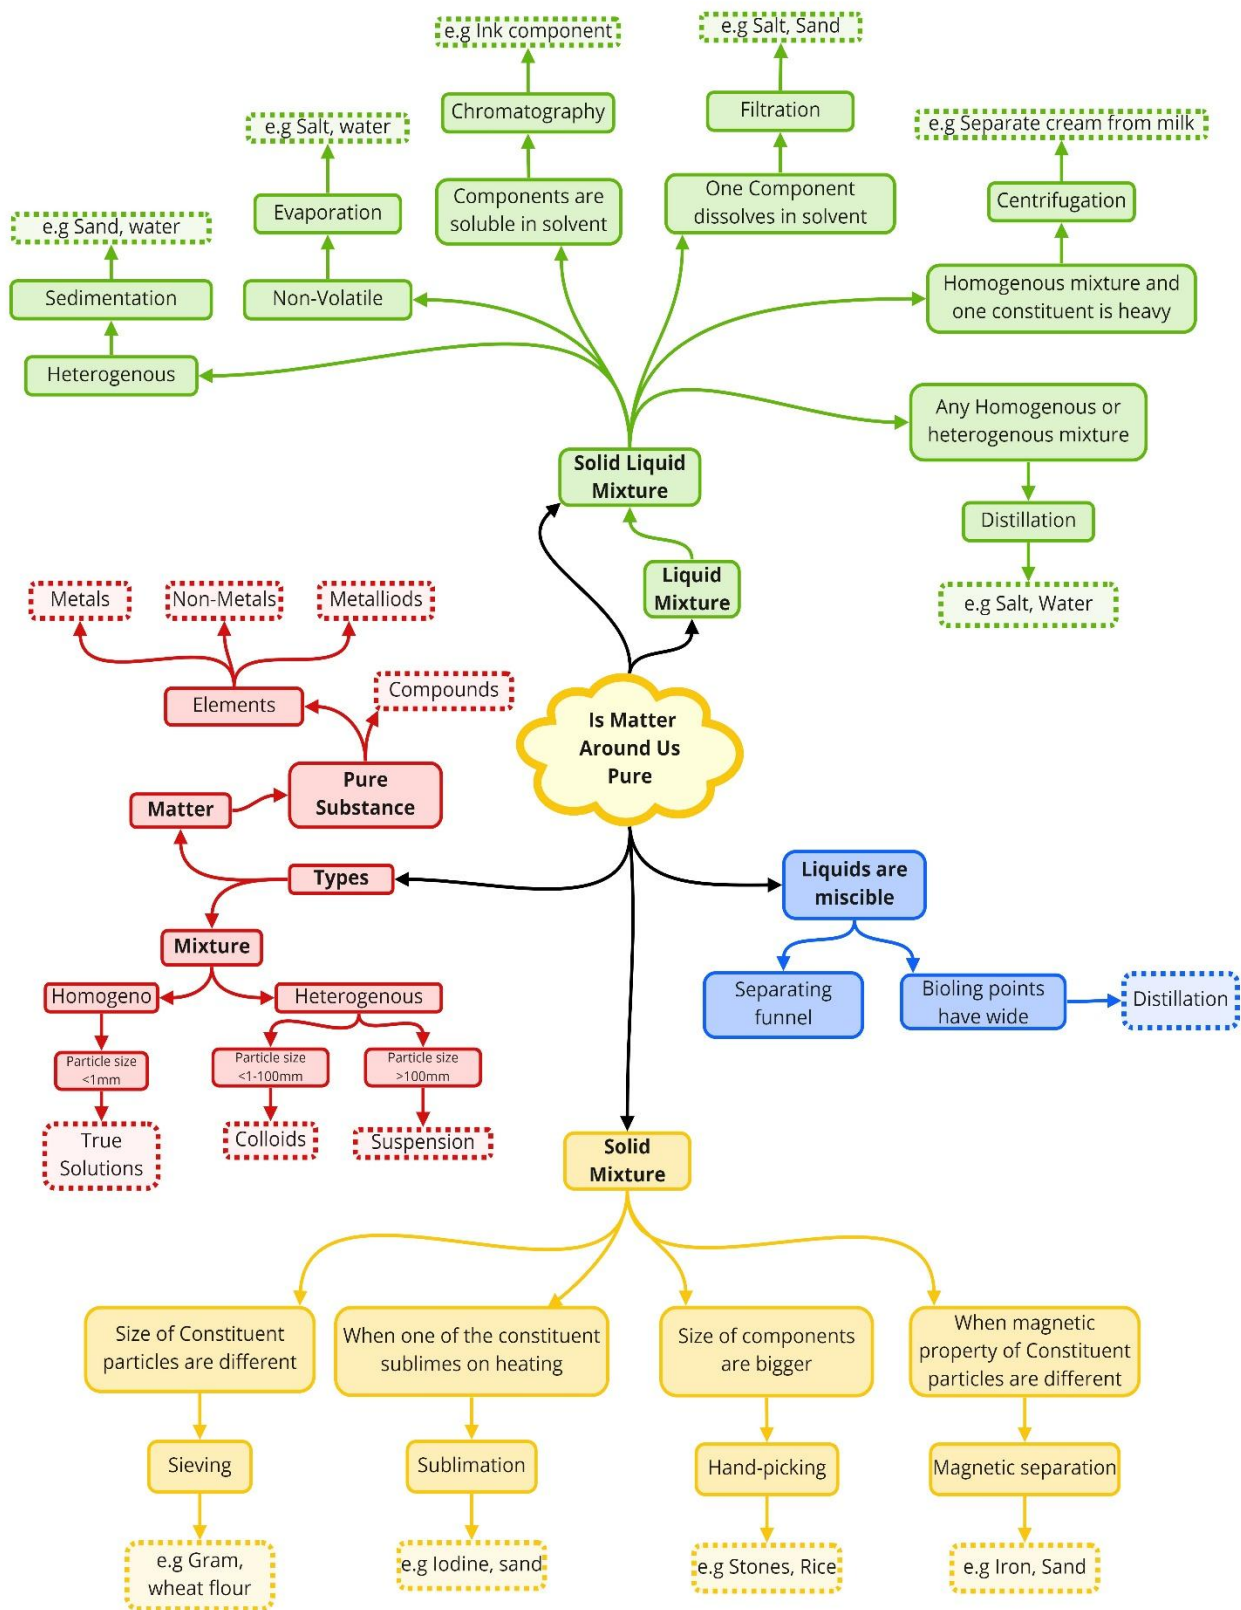 e.g Ink component
e.g Salt, Sand
Chromatography
Filtration
e.g Salt, water
e.g Separate cream from milk
Components are
soluble in solvent
One Component
dissolves in solvent
Evaporation
Centrifugation
e.g Sand, water
Sedimentation
Non-Volatile
Homogenous mixture and
one constituent is heavy
Heterogenous
Any Homogenous or
heterogenous mixture
Solid Liquid
Mixture
Distillation
Liquid
Mixture
e.g Salt, Water
Metals
Non-Metals
Metalliods
Elements
Compounds
Is Matter
Around Us
Pure
Pure
Substance
Matter
Types
Liquids are
miscible
Mixture
Homogeno
Heterogenous
Separating
funnel
Bioling points
have wide
Distillation
Particle size
<1mm
Particle size
<1-100mm
Particle size
>100mm
True
Solutions
Colloids
Suspension
Solid
Mixture
Size of Constituent
particles are different
When one of the constituent
sublimes on heating
Size of components
are bigger
When magnetic
property of Constituent
particles are different
Sieving
Sublimation
Hand-picking
Magnetic separation
e.g Gram,
wheat flour
e.g Iodine, sand
e.g Stones, Rice
e.g Iron, Sand